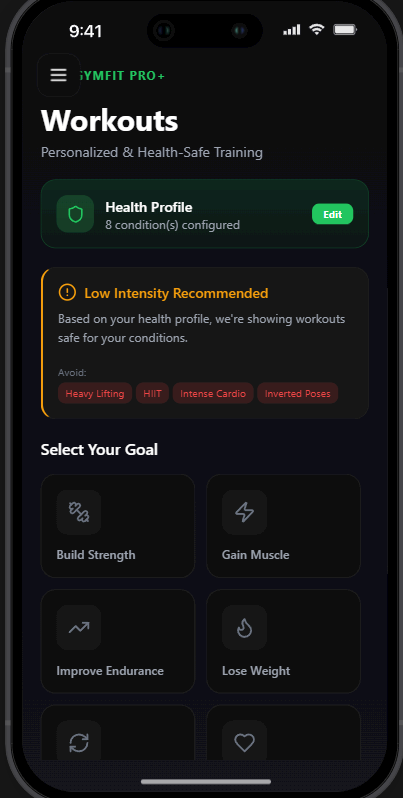 9:41
GYMFIT PRO+
Workouts
Personalized & Health-Safe Training
Health Profile
8 condition(s) configured
Edit
Low Intensity Recommended
Based on your health profile, we're showing workouts
safe for your conditions.
Avoid:
Heavy Lifting
HIIT
Intense Cardio
Inverted Poses
Select Your Goal
Build Strength
Gain Muscle
Improve Endurance
Lose Weight